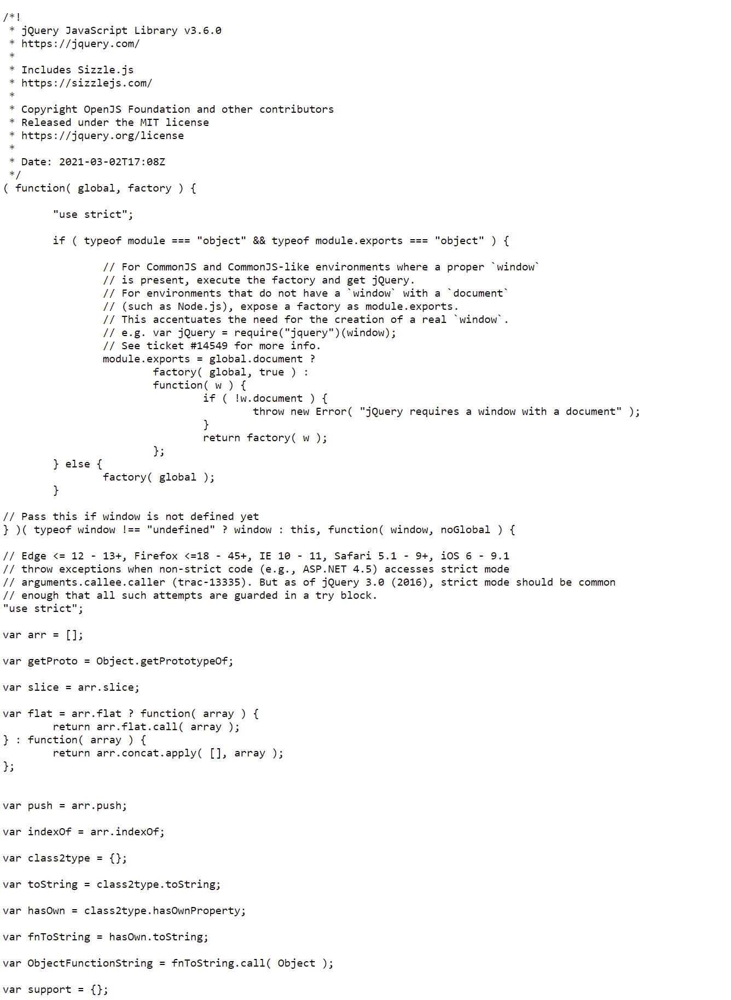 /*!
 * jQuery JavaScript Library v3.6.0
 * https://jquery.com/
 *
 * Includes Sizzle.js
 * https://sizzlejs.com/
 *
 * Copyright OpenJS Foundation and other contributors
 * Released under the MIT license
 * https://jquery.org/license
 *
 * Date: 2021-03-02T17:08Z
 */
( function( global, factory ) {

	"use strict";

	if ( typeof module === "object" && typeof module.exports === "object" ) {

		// For CommonJS and CommonJS-like environments where a proper `window`
		// is present, execute the factory and get jQuery.
		// For environments that do not have a `window` with a `document`
		// (such as Node.js), expose a factory as module.exports.
		// This accentuates the need for the creation of a real `window`.
		// e.g. var jQuery = require("jquery")(window);
		// See ticket #14549 for more info.
		module.exports = global.document ?
			factory( global, true ) :
			function( w ) {
				if ( !w.document ) {
					throw new Error( "jQuery requires a window with a document" );
				}
				return factory( w );
			};
	} else {
		factory( global );
	}

// Pass this if window is not defined yet
} )( typeof window !== "undefined" ? window : this, function( window, noGlobal ) {

// Edge <= 12 - 13+, Firefox <=18 - 45+, IE 10 - 11, Safari 5.1 - 9+, iOS 6 - 9.1
// throw exceptions when non-strict code (e.g., ASP.NET 4.5) accesses strict mode
// arguments.callee.caller (trac-13335). But as of jQuery 3.0 (2016), strict mode should be common
// enough that all such attempts are guarded in a try block.
"use strict";

var arr = [];

var getProto = Object.getPrototypeOf;

var slice = arr.slice;

var flat = arr.flat ? function( array ) {
	return arr.flat.call( array );
} : function( array ) {
	return arr.concat.apply( [], array );
};


var push = arr.push;

var indexOf = arr.indexOf;

var class2type = {};

var toString = class2type.toString;

var hasOwn = class2type.hasOwnProperty;

var fnToString = hasOwn.toString;

var ObjectFunctionString = fnToString.call( Object );

var support = {};